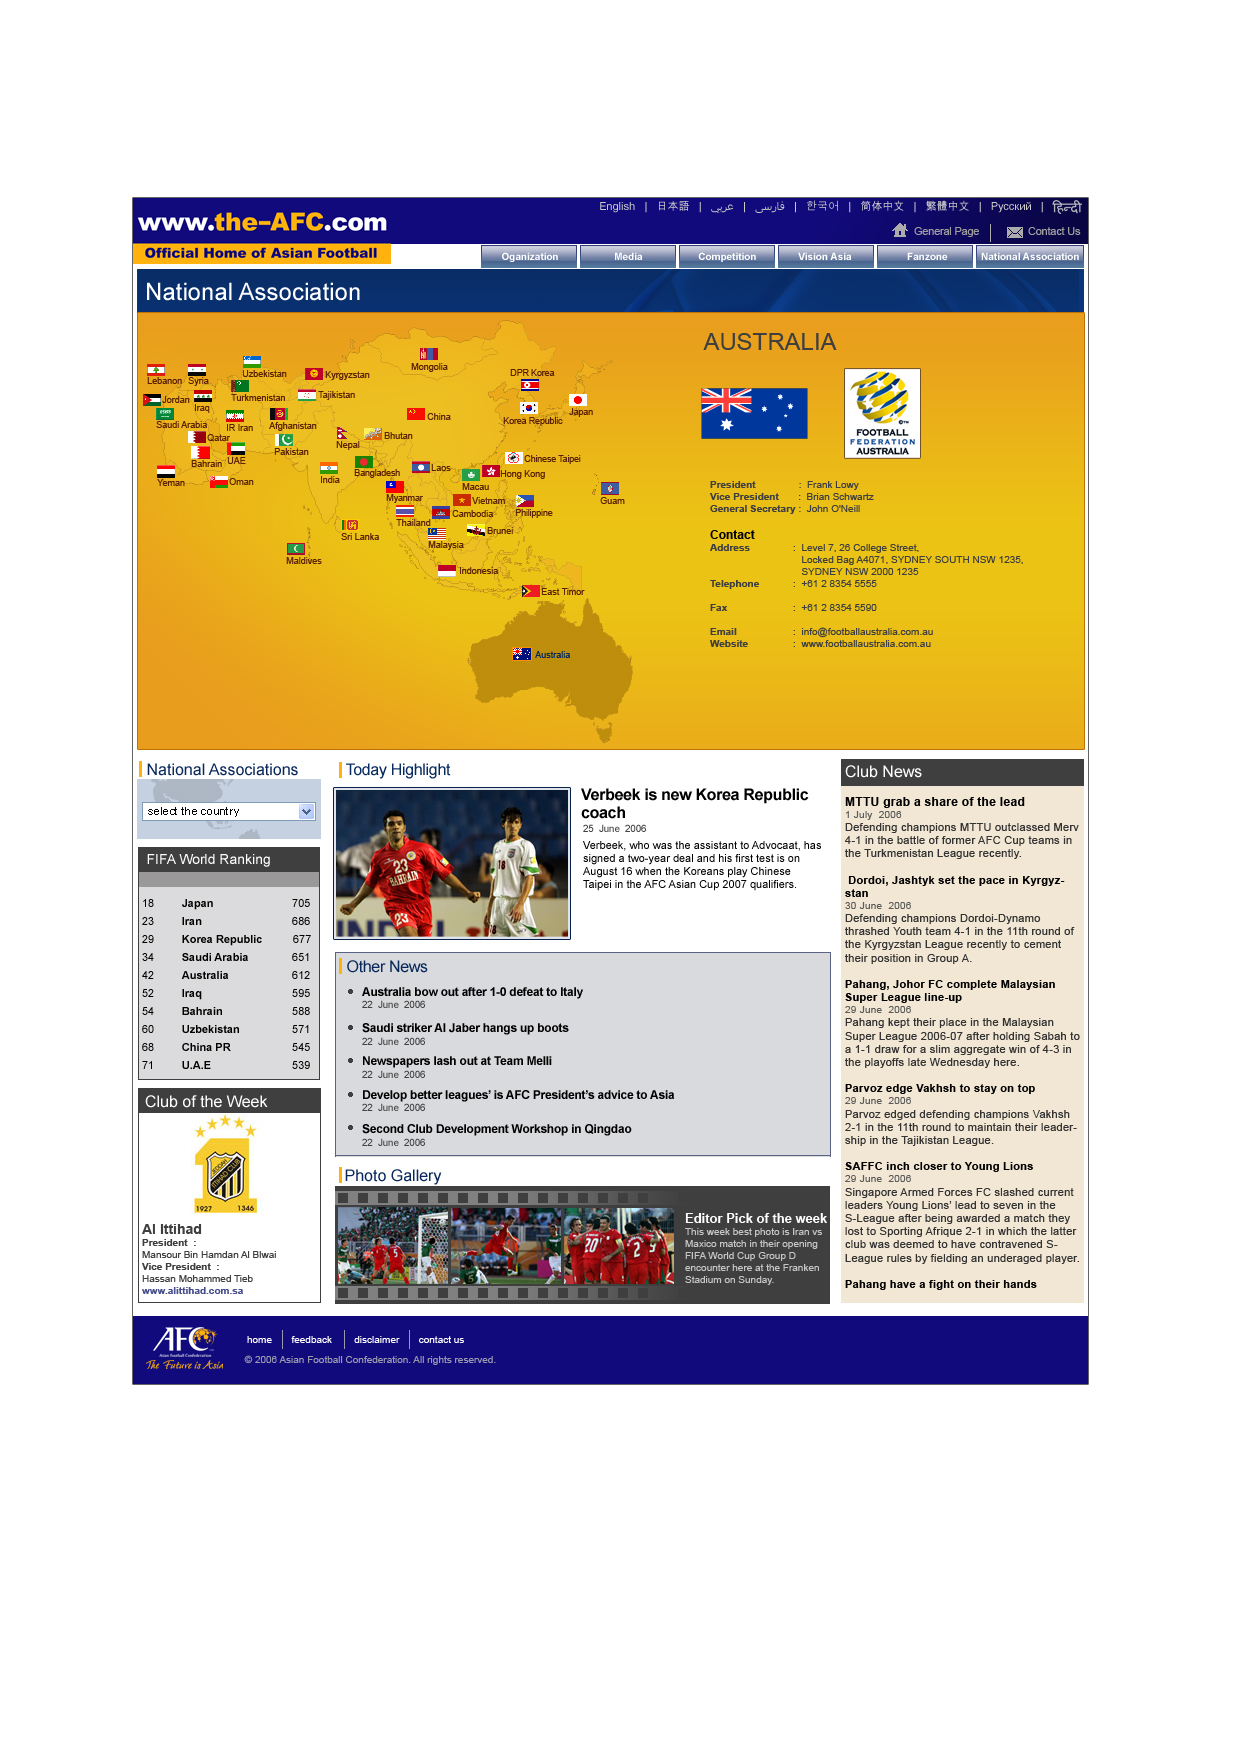 www.the-AFC.com
Official Home of Asian Football
English | 日本語 | عربي | فارسى | 한국어 | 简体中文 | 繁體中文 | Русский | हिन्दी
General Page | Contact Us
Oganization
Media
Competition
Vision Asia
Fanzone
National Association
National Association
Lebanon
Syria
Uzbekistan
Kyrgyzstan
Mongolia
DPR Korea
Jordan
Iraq
Turkmenistan
Tajikistan
Japan
Saudi Arabia
IR Iran
Afghanistan
China
Korea Republic
Qatar
Pakistan
Nepal
Bhutan
Bahrain
UAE
Bangladesh
Laos
Chinese Taipei
Hong Kong
Yemen
Oman
India
Myanmar
Macau
Guam
Thailand
Vietnam
Cambodia
Philippine
Sri Lanka
Malaysia
Brunei
Maldives
Indonesia
East Timor
Australia
AUSTRALIA
FOOTBALL
FEDERATION
AUSTRALIA
President : Frank Lowy
Vice President : Brian Schwartz
General Secretary : John O'Neill
Contact
Address : Level 7, 26 College Street,
Locked Bag A4071, SYDNEY SOUTH NSW 1235,
SYDNEY NSW 2000 1235
Telephone : +61 2 8354 5555
Fax : +61 2 8354 5590
Email : info@footballaustralia.com.au
Website : www.footballaustralia.com.au
National Associations
select the country
FIFA World Ranking
18 Japan 705
23 Iran 686
29 Korea Republic 677
34 Saudi Arabia 651
42 Australia 612
52 Iraq 595
54 Bahrain 588
60 Uzbekistan 571
68 China PR 545
71 U.A.E 539
Club of the Week
1927 1346
Al Ittihad
President :
Mansour Bin Hamdan Al Blwai
Vice President :
Hassan Mohammed Tieb
www.alittihad.com.sa
Today Highlight
23
BAHRAIN
23
18
Verbeek is new Korea Republic
coach
25 June 2006
Verbeek, who was the assistant to Advocaat, has
signed a two-year deal and his first test is on
August 16 when the Koreans play Chinese
Taipei in the AFC Asian Cup 2007 qualifiers.
Other News
Australia bow out after 1-0 defeat to Italy
22 June 2006
Saudi striker Al Jaber hangs up boots
22 June 2006
Newspapers lash out at Team Melli
22 June 2006
Develop better leagues' is AFC President's advice to Asia
22 June 2006
Second Club Development Workshop in Qingdao
22 June 2006
Photo Gallery
5
20
2
Editor Pick of the week
This week best photo is Iran vs
Maxico match in their opening
FIFA World Cup Group D
encounter here at the Franken
Stadium on Sunday.
Club News
MTTU grab a share of the lead
1 July 2006
Defending champions MTTU outclassed Merv
4-1 in the battle of former AFC Cup teams in
the Turkmenistan League recently.
Dordoi, Jashtyk set the pace in Kyrgyz-
stan
30 June 2006
Defending champions Dordoi-Dynamo
thrashed Youth team 4-1 in the 11th round of
the Kyrgyzstan League recently to cement
their position in Group A.
Pahang, Johor FC complete Malaysian
Super League line-up
29 June 2006
Pahang kept their place in the Malaysian
Super League 2006-07 after holding Sabah to
a 1-1 draw for a slim aggregate win of 4-3 in
the playoffs late Wednesday here.
Parvoz edge Vakhsh to stay on top
29 June 2006
Parvoz edged defending champions Vakhsh
2-1 in the 11th round to maintain their leader-
ship in the Tajikistan League.
SAFFC inch closer to Young Lions
29 June 2006
Singapore Armed Forces FC slashed current
leaders Young Lions' lead to seven in the
S-League after being awarded a match they
lost to Sporting Afrique 2-1 in which the latter
club was deemed to have contravened S-
League rules by fielding an underaged player.
Pahang have a fight on their hands
AFC
Asian Football Confederation
The Future is Asia
home | feedback | disclaimer | contact us
© 2006 Asian Football Confederation. All rights reserved.